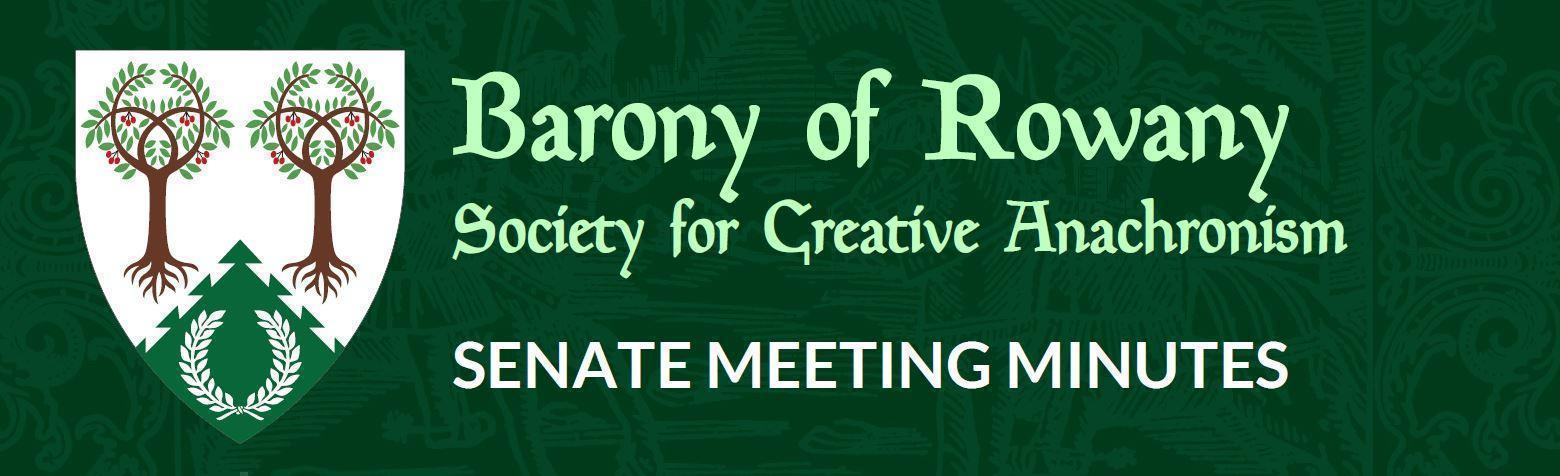 Barony of Rowany
Society for Creative Anachronism
SENATE MEETING MINUTES